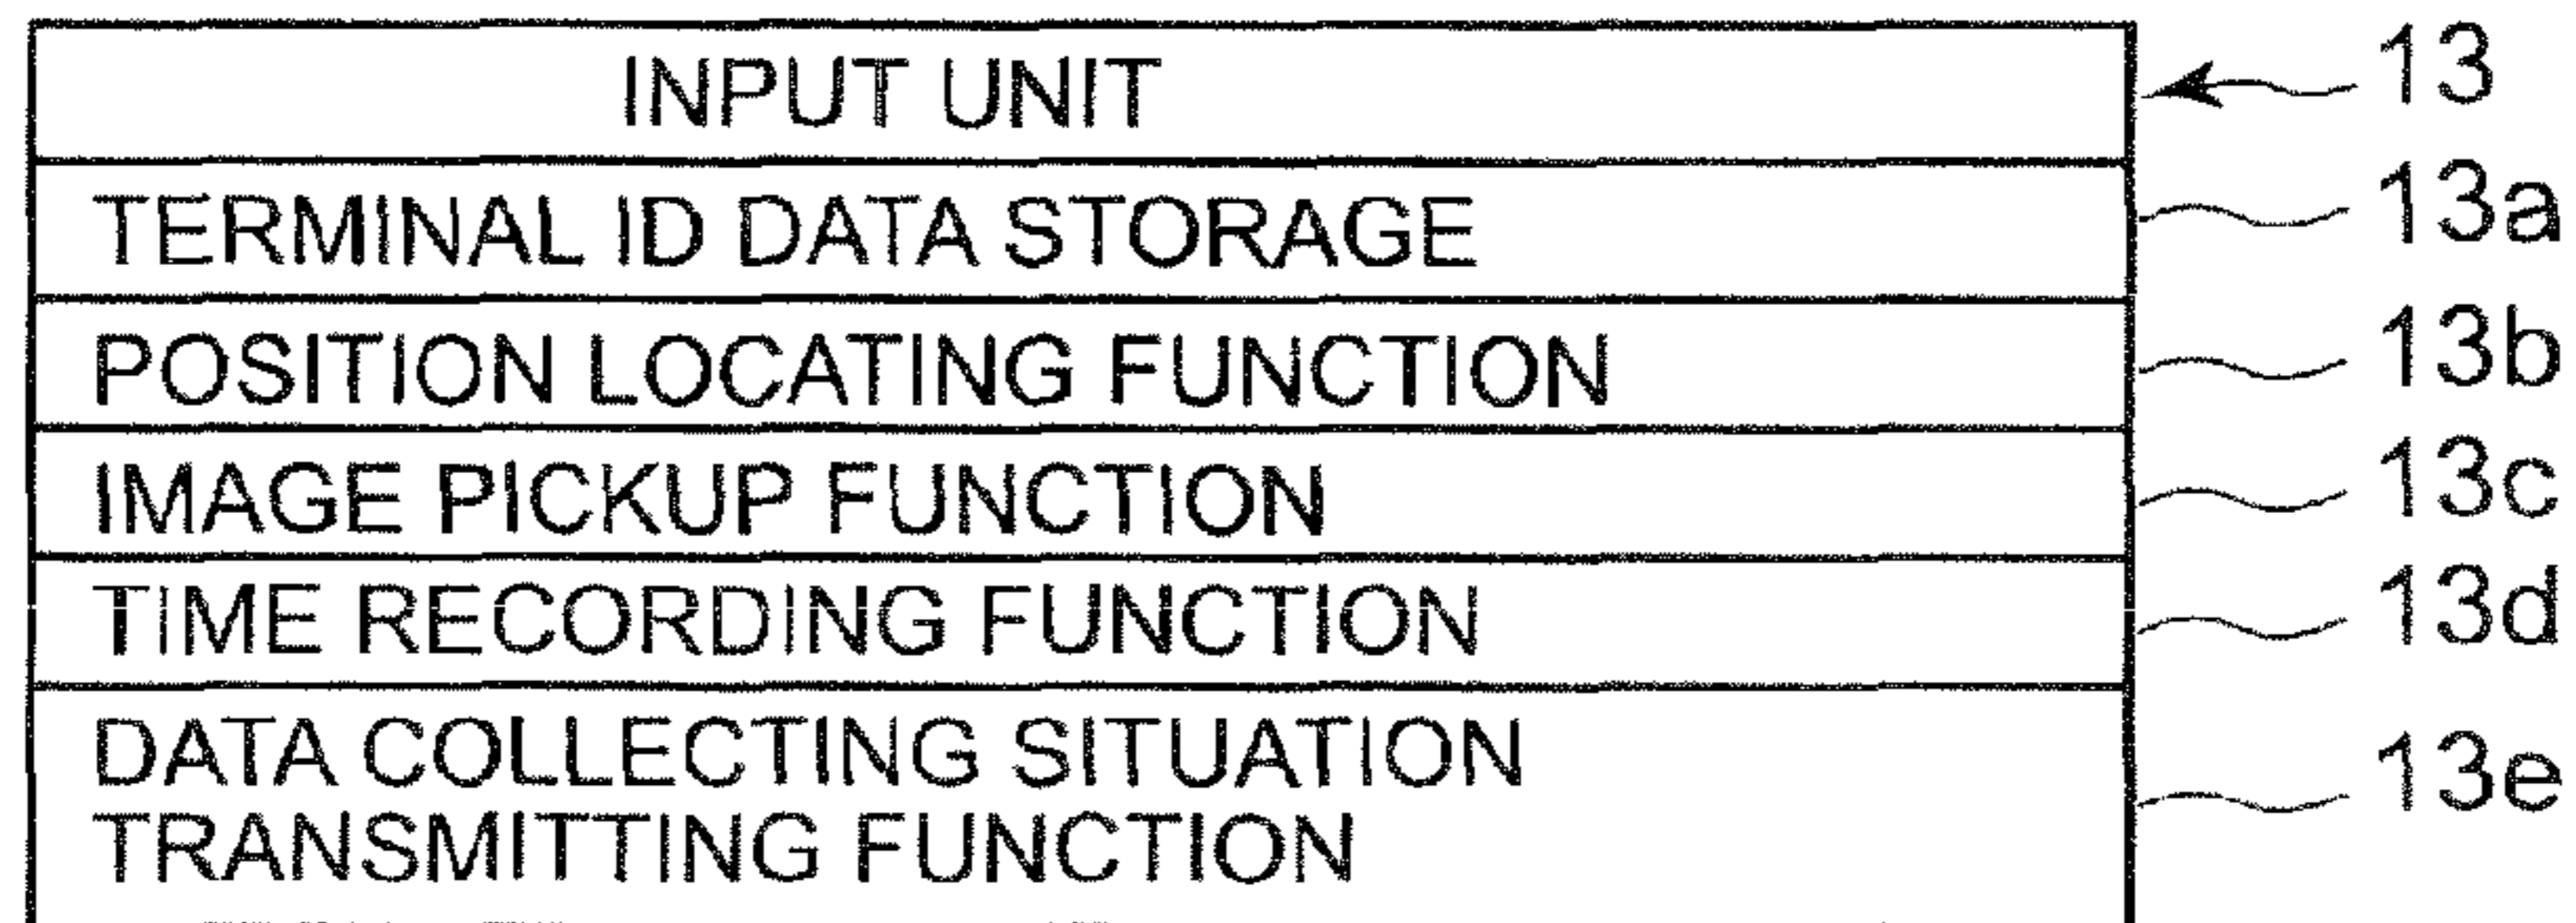 INPUT UNIT 13
TERMINAL ID DATA STORAGE 13a
POSITION LOCATING FUNCTION 13b
IMAGE PICKUP FUNCTION 13c
TIME RECORDING FUNCTION 13d
DATA COLLECTING SITUATION 13e
TRANSMITTING FUNCTION